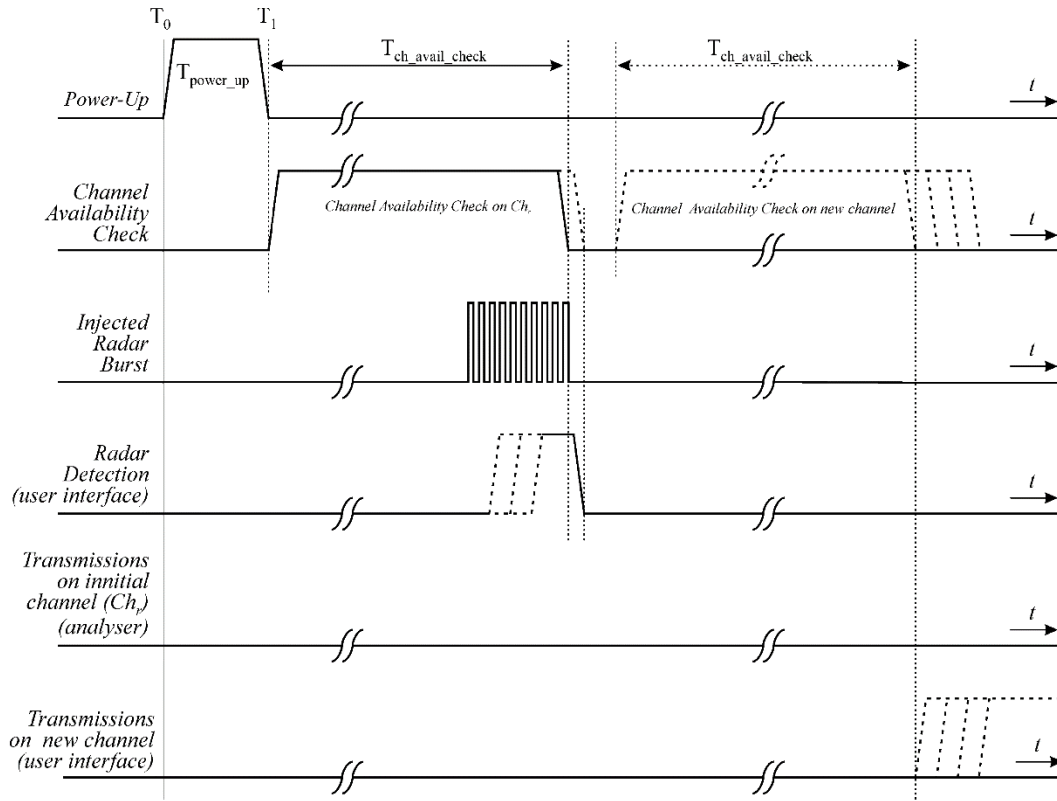 T0 T1
Tch_avail_check Tch_avail_check
Tpower_up
Power-Up
t
Channel
Availability
Check
Channel Availability Check on Chr
Channel Availability Check on new channel
t
Injected
Radar
Burst
t
Radar
Detection
(user interface)
t
Transmissions
on innitial
channel (Chr)
(analyser)
t
Transmissions
on new channel
(user interface)
t